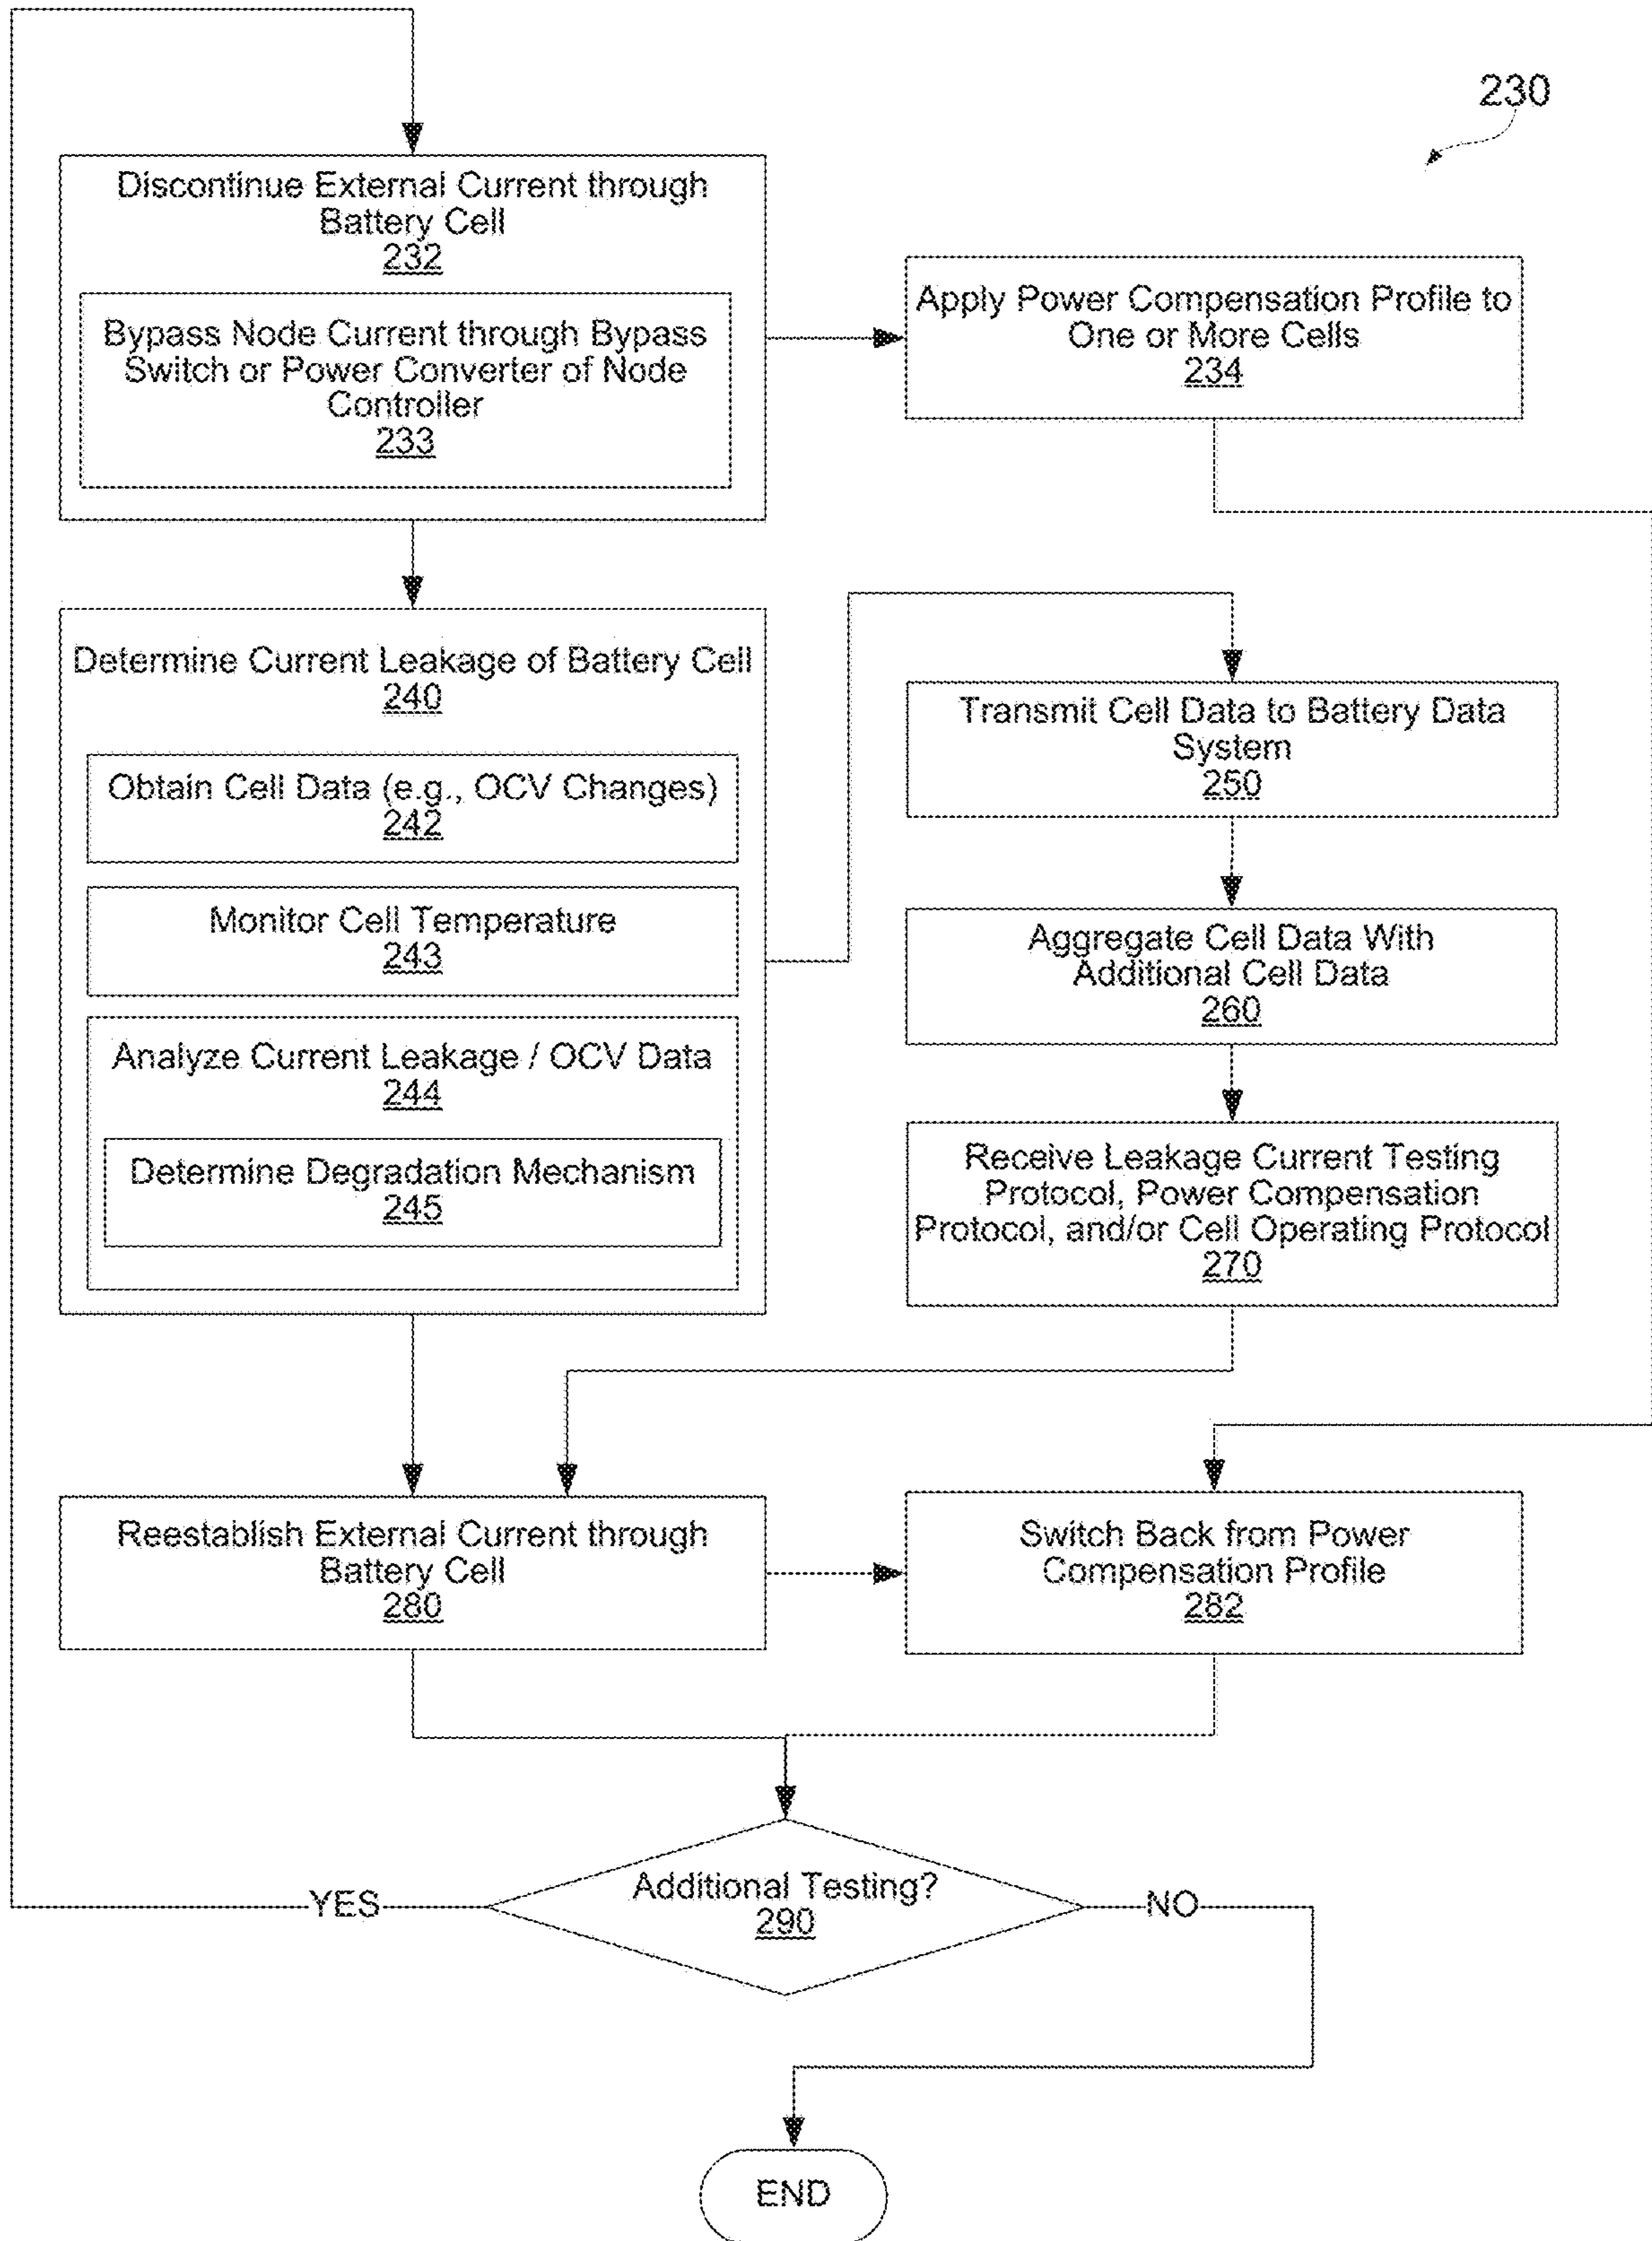 230
Discontinue External Current through
Battery Cell
232
Bypass Node Current through Bypass
Switch or Power Converter of Node
Controller
233
Apply Power Compensation Profile to
One or More Cells
234
Determine Current Leakage of Battery Cell
240
Obtain Cell Data (e.g., OCV Changes)
242
Monitor Cell Temperature
243
Analyze Current Leakage / OCV Data
244
Determine Degradation Mechanism
245
Transmit Cell Data to Battery Data
System
250
Aggregate Cell Data With
Additional Cell Data
260
Receive Leakage Current Testing
Protocol, Power Compensation
Protocol, and/or Cell Operating Protocol
270
Reestablish External Current through
Battery Cell
280
Switch Back from Power
Compensation Profile
282
Additional Testing?
290
YES
NO
END